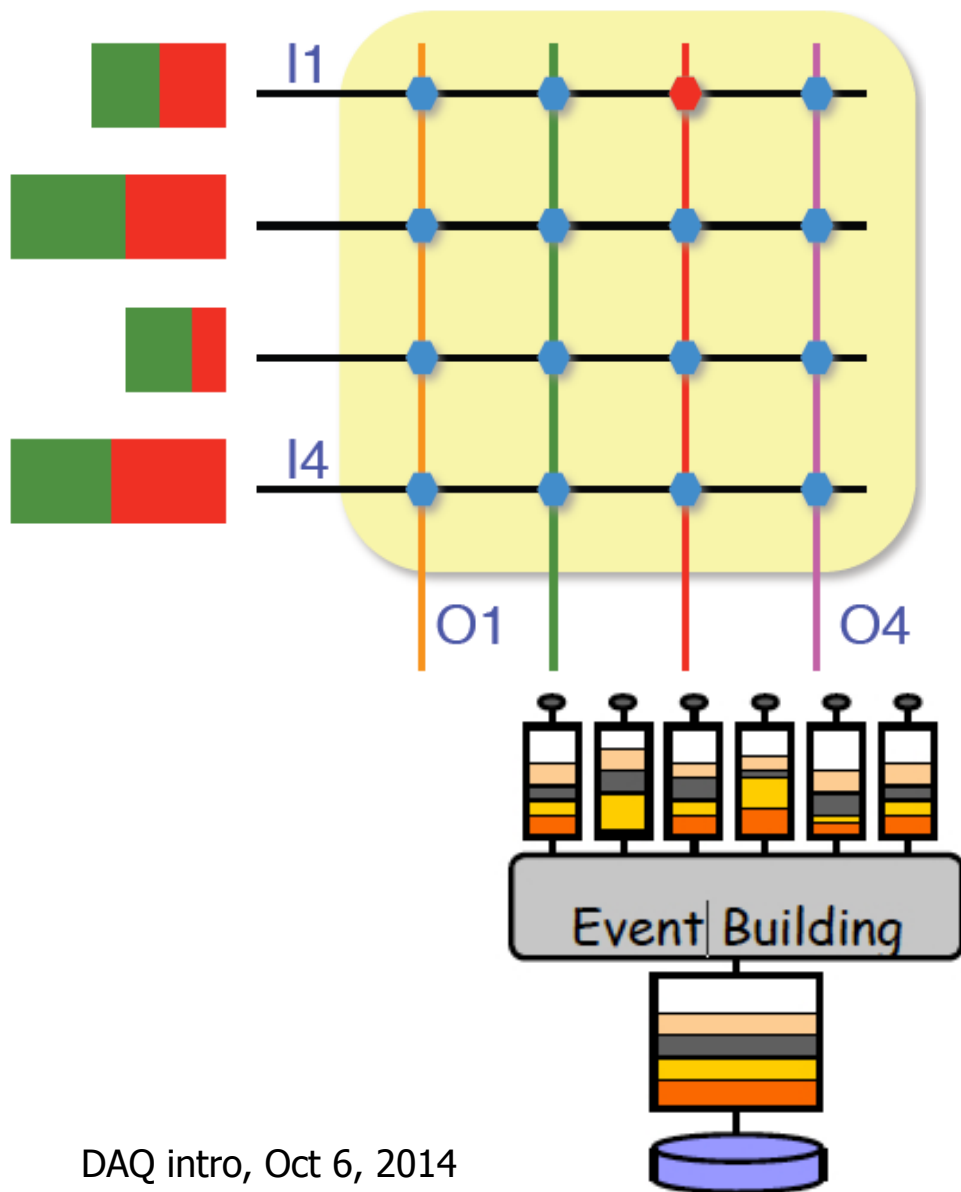 I1
I4
O1 O4
Event Building
DAQ intro, Oct 6, 2014